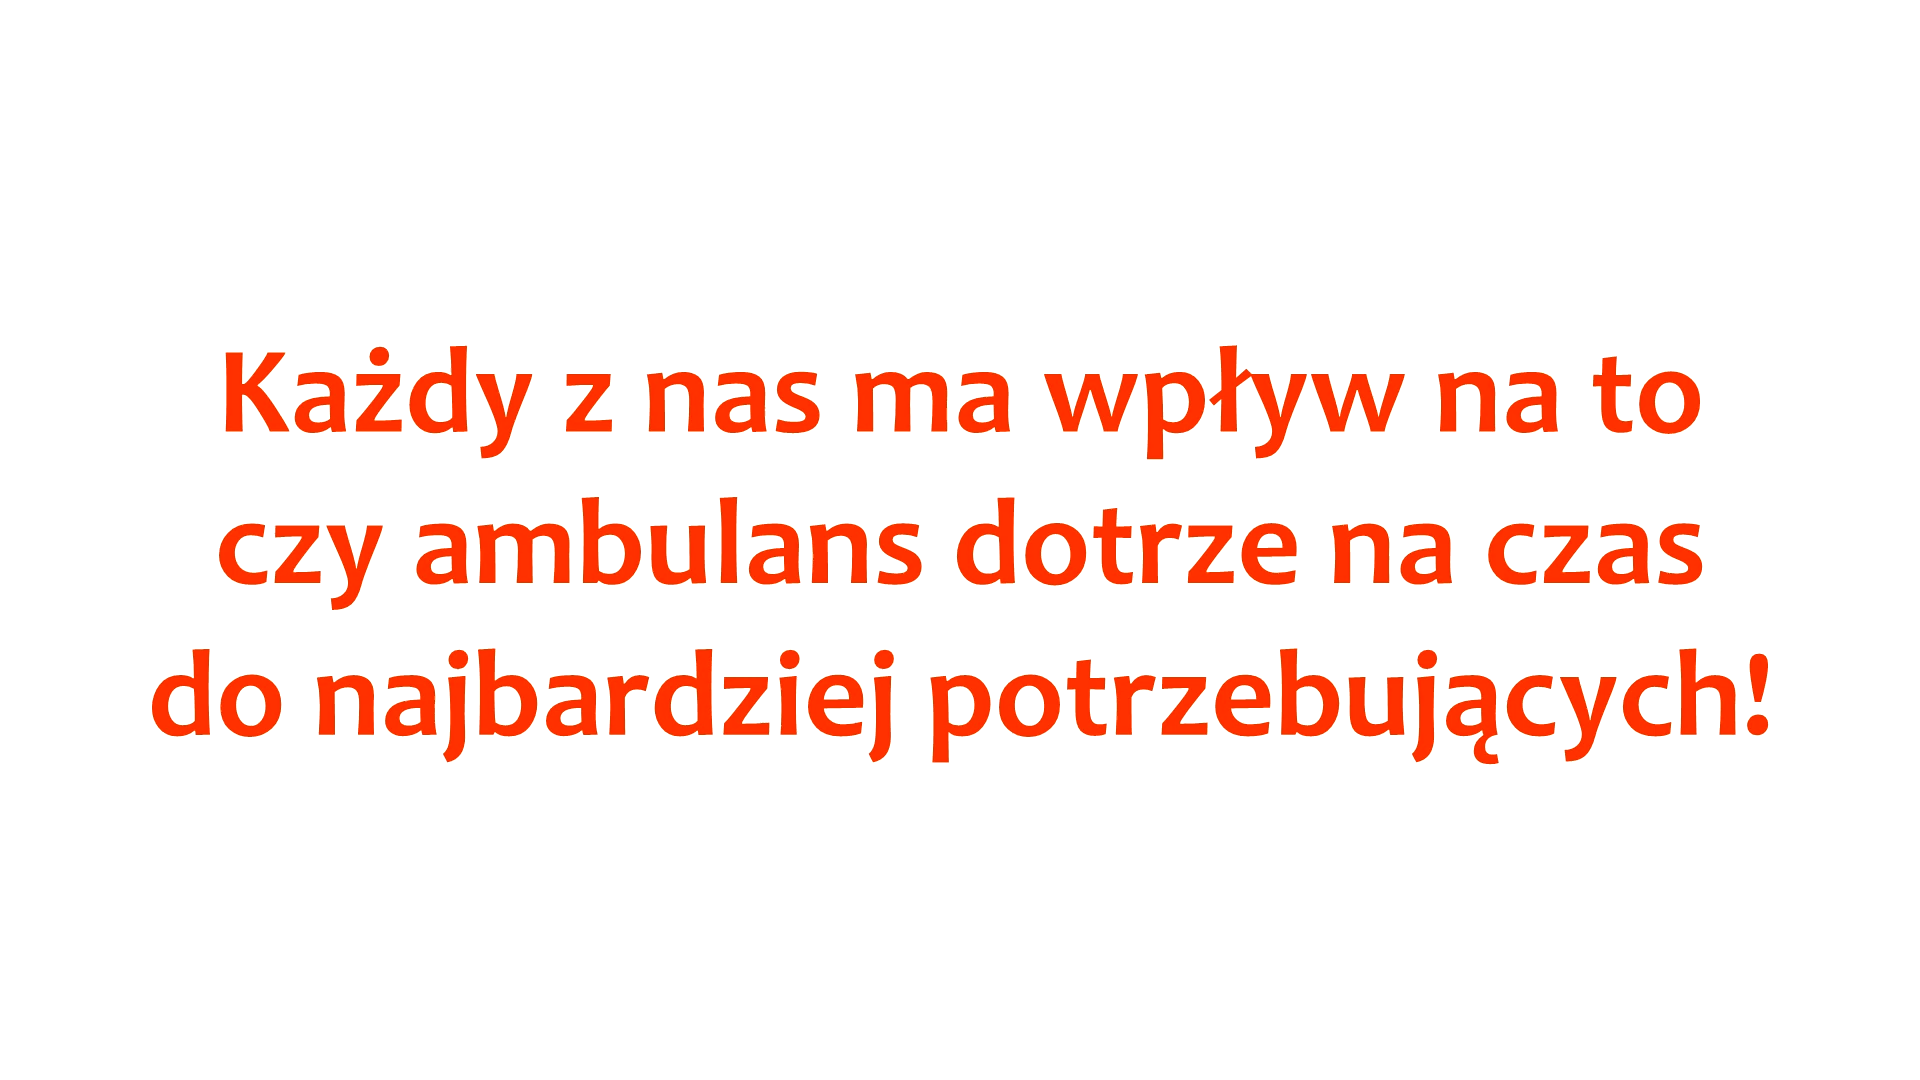 Każdy z nas ma wpływ na to
czy ambulans dotrze na czas
do najbardziej potrzebujących!